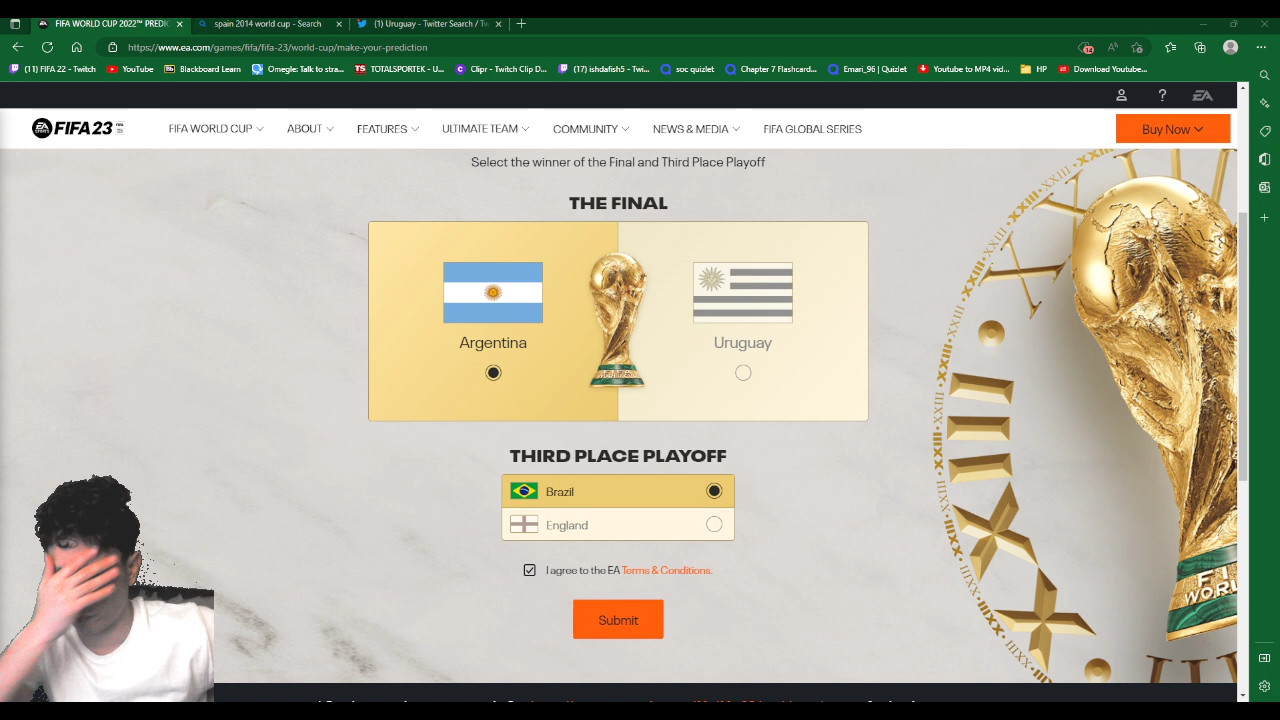 FIFA WORLD CUP 2022™ PREDI
spain 2014 world cup - Search
(1) Uruguay - Twitter Search / Tw
https://www.ea.com/games/fifa/fifa-23/world-cup/make-your-prediction
(11) FIFA 22 - Twitch
YouTube
Blackboard Learn
Omegle: Talk to stra...
TOTALSPORTEK - U...
Clipr - Twitch Clip D...
(17) ishdafish5 - Twi...
soc quizlet
Chapter 7 Flashcard...
Emari_96 | Quizlet
Youtube to MP4 vid...
HP
Download Youtube...
EA
EA SPORTS FIFA 23
FIFA WORLD CUP
ABOUT
FEATURES
ULTIMATE TEAM
COMMUNITY
NEWS & MEDIA
FIFA GLOBAL SERIES
Buy Now
Select the winner of the Final and Third Place Playoff
THE FINAL
Argentina
Uruguay
THIRD PLACE PLAYOFF
Brazil
England
I agree to the EA Terms & Conditions.
Submit